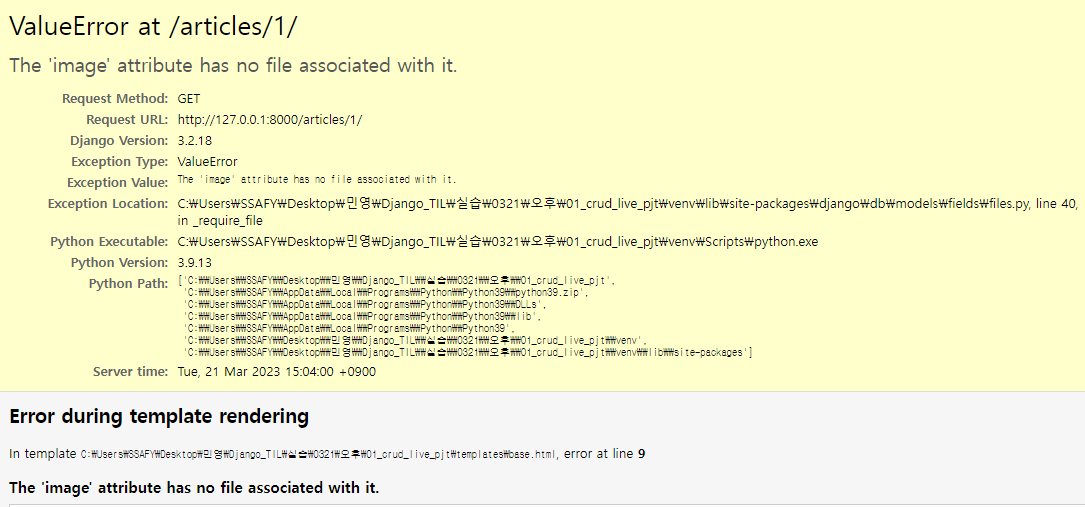 ValueError at /articles/1/
The 'image' attribute has no file associated with it.
Request Method: GET
Request URL: http://127.0.0.1:8000/articles/1/
Django Version: 3.2.18
Exception Type: ValueError
Exception Value: The 'image' attribute has no file associated with it.
Exception Location: C:₩Users₩SSAFY₩Desktop₩민영₩Django_TIL₩실습₩0321₩오후₩01_crud_live_pjt₩venv₩lib₩site-packages₩django₩db₩models₩fields₩files.py, line 40,
in _require_file
Python Executable: C:₩Users₩SSAFY₩Desktop₩민영₩Django_TIL₩실습₩0321₩오후₩01_crud_live_pjt₩venv₩Scripts₩python.exe
Python Version: 3.9.13
Python Path: ['C:₩₩Users₩₩SSAFY₩₩Desktop₩₩민영₩₩Django_TIL₩₩실습₩₩0321₩₩오후₩₩01_crud_live_pjt',
'C:₩₩Users₩₩SSAFY₩₩AppData₩₩Local₩₩Programs₩₩Python₩₩Python39₩₩python39.zip',
'C:₩₩Users₩₩SSAFY₩₩AppData₩₩Local₩₩Programs₩₩Python₩₩Python39₩₩DLLs',
'C:₩₩Users₩₩SSAFY₩₩AppData₩₩Local₩₩Programs₩₩Python₩₩Python39₩₩lib',
'C:₩₩Users₩₩SSAFY₩₩AppData₩₩Local₩₩Programs₩₩Python₩₩Python39',
'C:₩₩Users₩₩SSAFY₩₩Desktop₩₩민영₩₩Django_TIL₩₩실습₩₩0321₩₩오후₩₩01_crud_live_pjt₩₩venv',
'C:₩₩Users₩₩SSAFY₩₩Desktop₩₩민영₩₩Django_TIL₩₩실습₩₩0321₩₩오후₩₩01_crud_live_pjt₩₩venv₩₩lib₩₩site-packages']
Server time: Tue, 21 Mar 2023 15:04:00 +0900
Error during template rendering
In template C:₩Users₩SSAFY₩Desktop₩민영₩Django_TIL₩실습₩0321₩오후₩01_crud_live_pjt₩templates₩base.html, error at line 9
The 'image' attribute has no file associated with it.